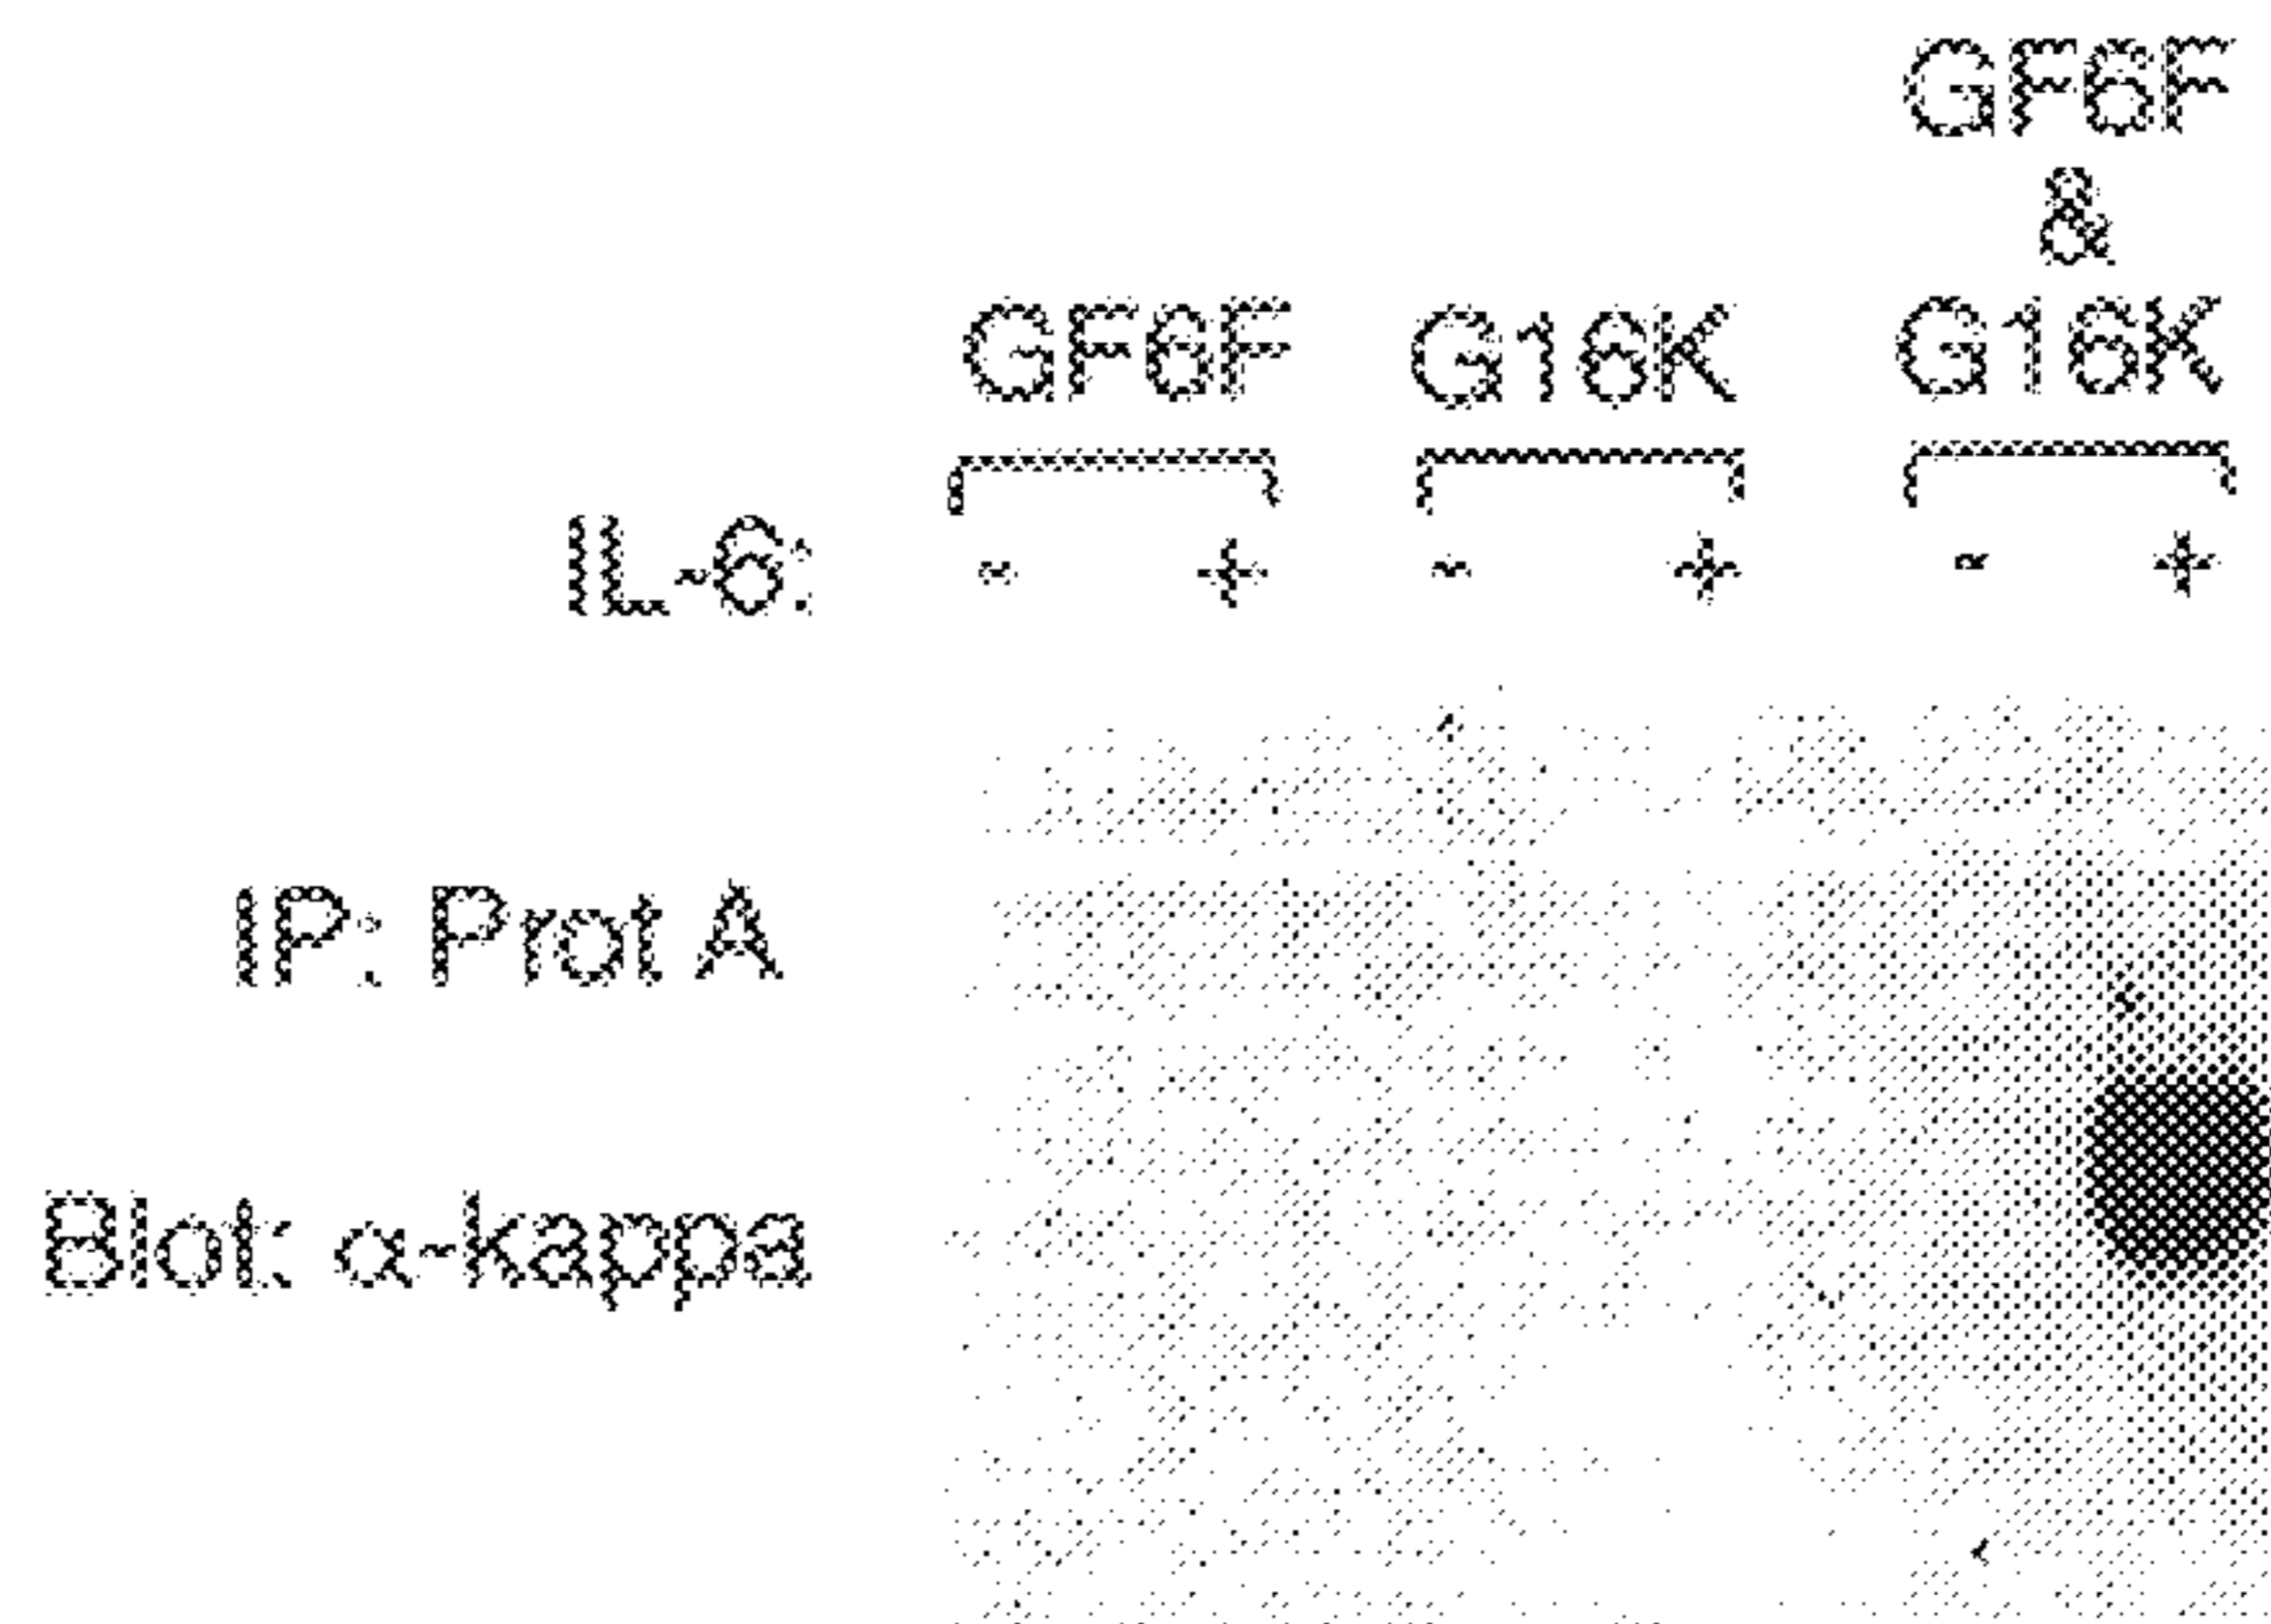 GF6F
&
GF6F G16K G16K
IL-6: - + - + - +
IP: Prot A
Blot: α-kappa